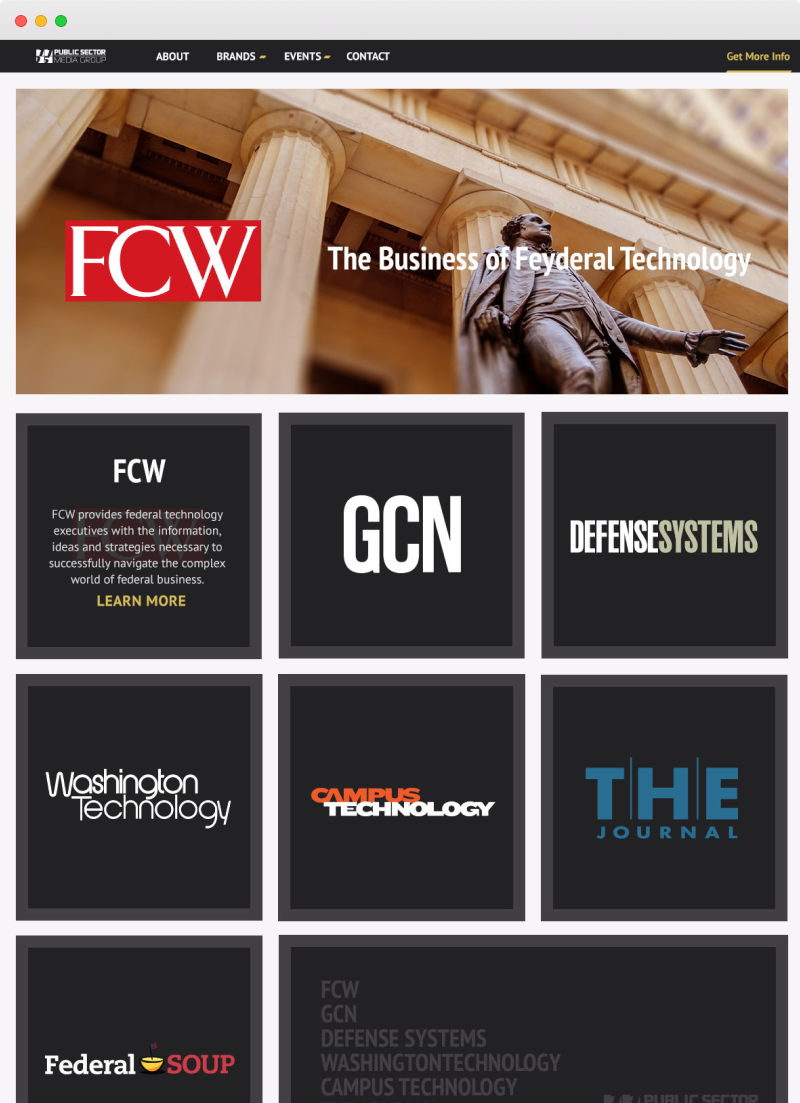 PUBLIC SECTOR
MEDIA GROUP
ABOUT
BRANDS
EVENTS
CONTACT
Get More Info
FCW
The Business of Feyderal Technology
FCW
FCW provides federal technology
executives with the information,
ideas and strategies necessary to
successfully navigate the complex
world of federal business.
LEARN MORE
FCW
GCN
DEFENSESYSTEMS
Washington
Technology
CAMPUS
TECHNOLOGY
THE
JOURNAL
Federal SOUP
FCW
GCN
DEFENSE SYSTEMS
WASHINGTONTECHNOLOGY
CAMPUS TECHNOLOGY
PUBLIC SECTOR